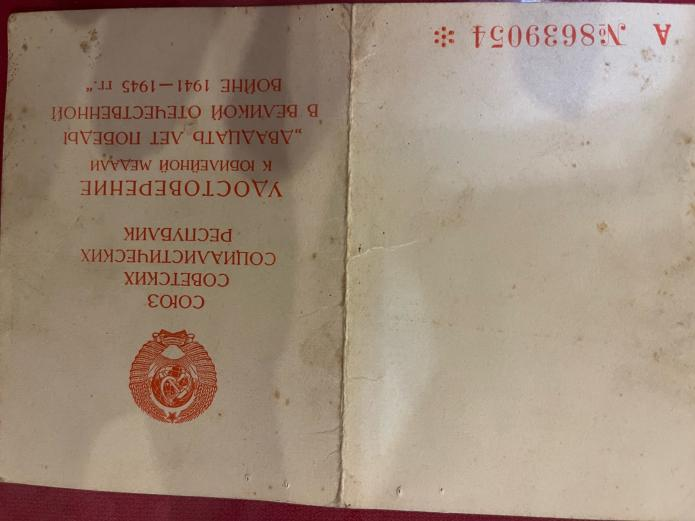 СОЮЗ
СОВЕТСКИХ
СОЦИАЛИСТИЧЕСКИХ
РЕСПУБЛИК
УДОСТОВЕРЕНИЕ
К ЮБИЛЕЙНОЙ МЕДАЛИ
„ДВАДЦАТЬ ЛЕТ ПОБЕДЫ
В ВЕЛИКОЙ ОТЕЧЕСТВЕННОЙ
ВОЙНЕ 1941—1945 гг.“
А №8639054 *